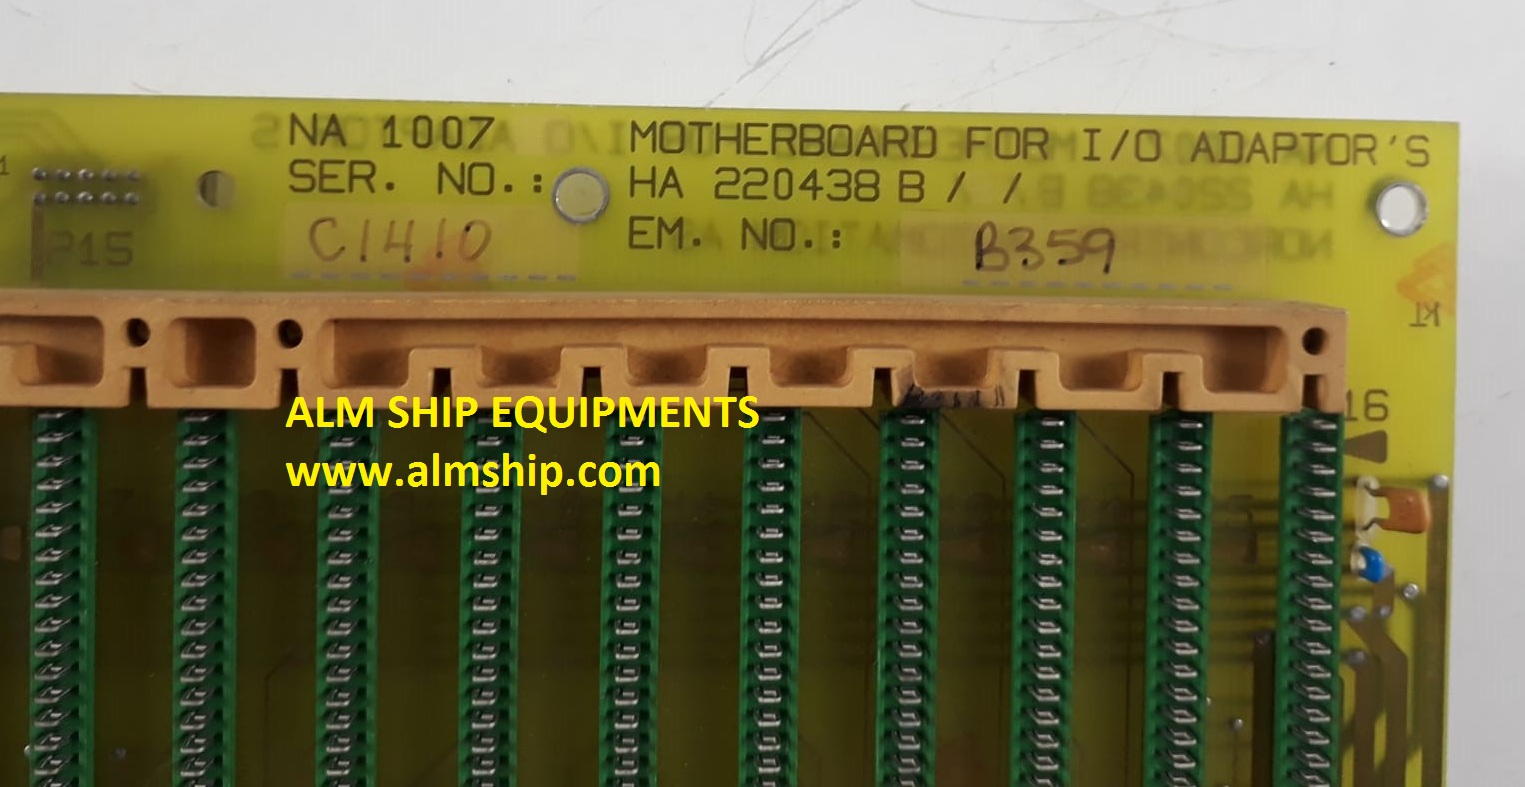 NA 1007 MOTHERBOARD FOR I/O ADAPTOR'S
SER. NO.: HA 220438 B / /
C1410 EM. NO.: B359
P15
16
ALM SHIP EQUIPMENTS
www.almship.com